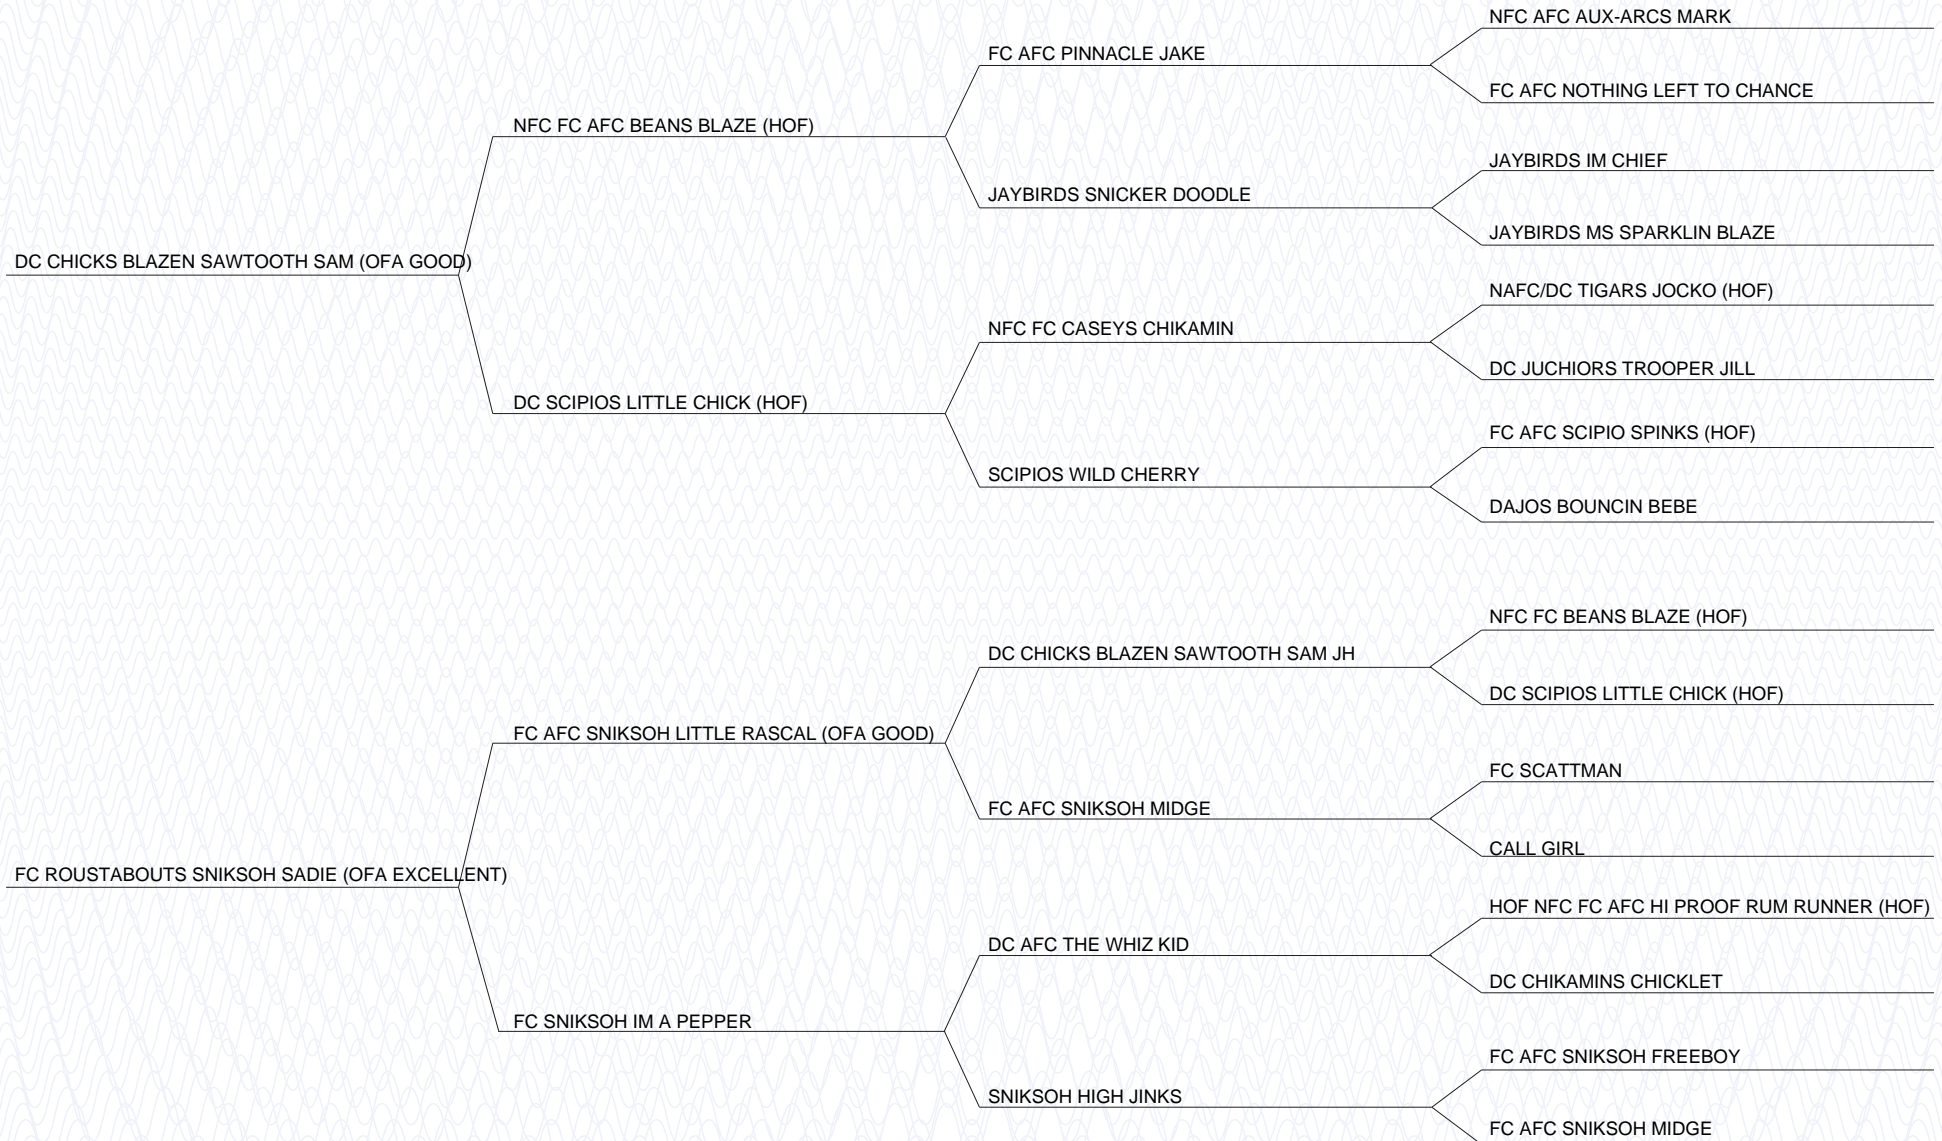 NFC AFC AUX-ARCS MARK
FC AFC PINNACLE JAKE
FC AFC NOTHING LEFT TO CHANCE
NFC FC AFC BEANS BLAZE (HOF)
JAYBIRDS IM CHIEF
JAYBIRDS SNICKER DOODLE
JAYBIRDS MS SPARKLIN BLAZE
DC CHICKS BLAZEN SAWTOOTH SAM (OFA GOOD)
NAFC/DC TIGARS JOCKO (HOF)
NFC FC CASEYS CHIKAMIN
DC JUCHIORS TROOPER JILL
DC SCIPIOS LITTLE CHICK (HOF)
FC AFC SCIPIO SPINKS (HOF)
SCIPIOS WILD CHERRY
DAJOS BOUNCIN BEBE
NFC FC BEANS BLAZE (HOF)
DC CHICKS BLAZEN SAWTOOTH SAM JH
DC SCIPIOS LITTLE CHICK (HOF)
FC AFC SNIKSOH LITTLE RASCAL (OFA GOOD)
FC SCATTMAN
FC AFC SNIKSOH MIDGE
CALL GIRL
FC ROUSTABOUTS SNIKSOH SADIE (OFA EXCELLENT)
HOF NFC FC AFC HI PROOF RUM RUNNER (HOF)
DC AFC THE WHIZ KID
DC CHIKAMINS CHICKLET
FC SNIKSOH IM A PEPPER
FC AFC SNIKSOH FREEBOY
SNIKSOH HIGH JINKS
FC AFC SNIKSOH MIDGE